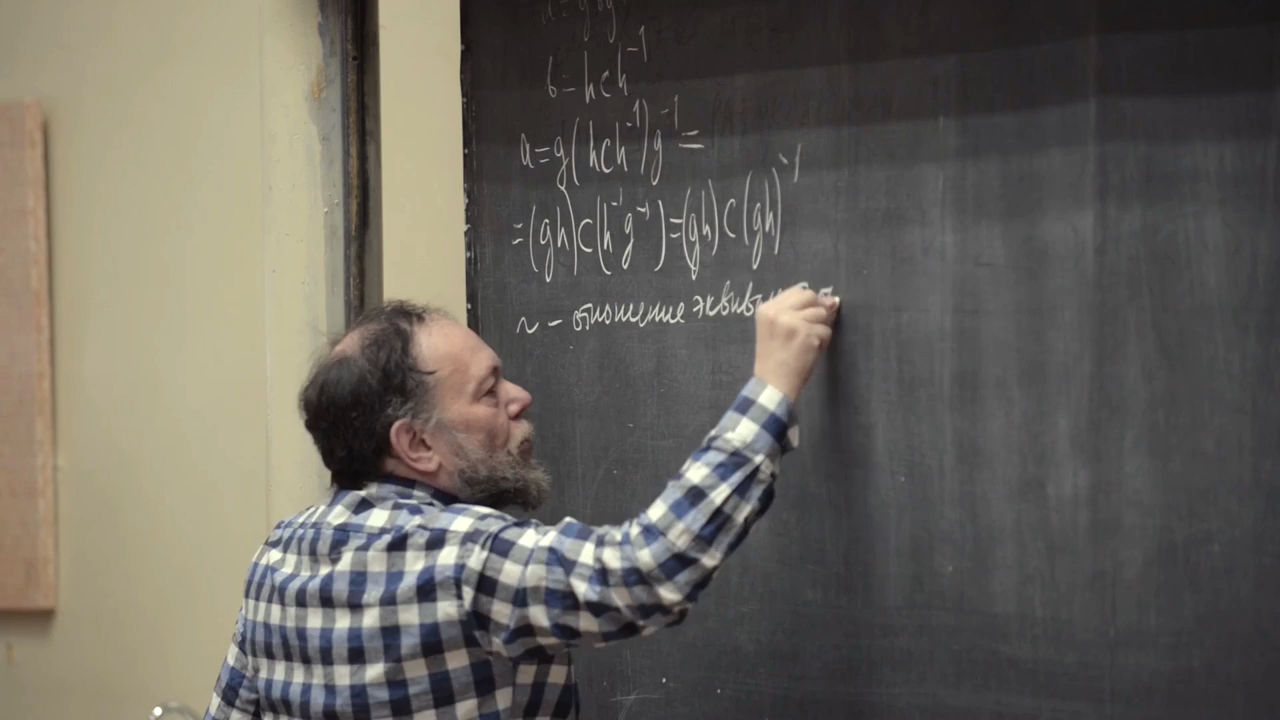 b = hch⁻¹
a = g(hch⁻¹)g⁻¹ =
= (gh)c(h⁻¹g⁻¹) = (gh)c(gh)⁻¹
~ – отношение